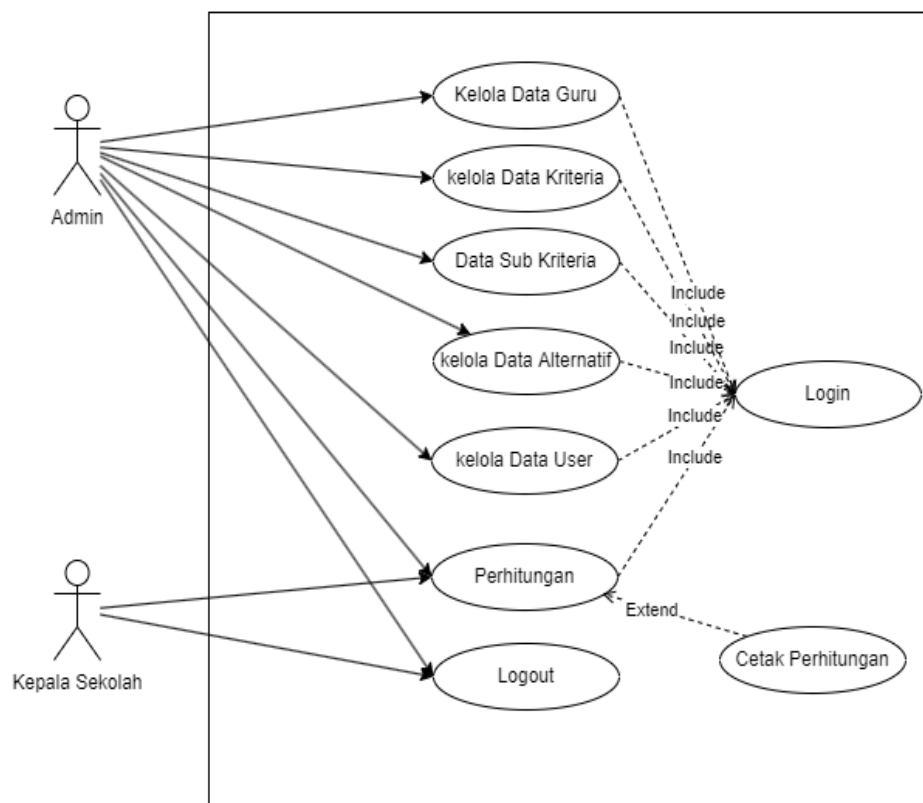 Kelola Data Guru
kelola Data Kriteria
Admin
Data Sub Kriteria
Include
Include
Include
kelola Data Alternatif
Include
Login
Include
kelola Data User
Include
Perhitungan
Extend
Cetak Perhitungan
Logout
Kepala Sekolah